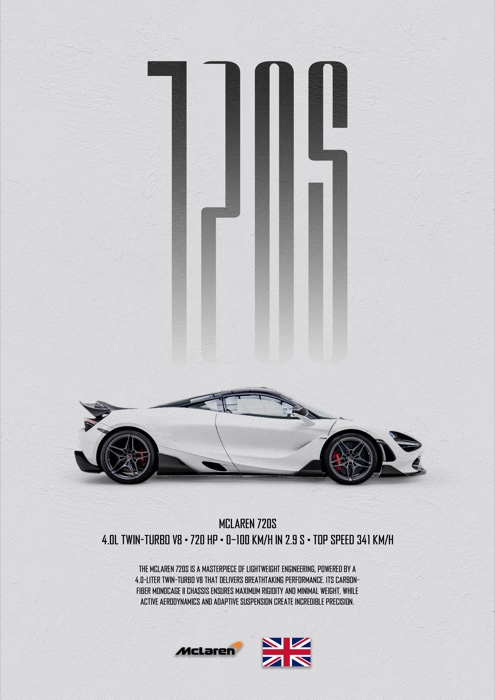 720S
MCLAREN 720S
4.0L TWIN-TURBO V8 • 720 HP • 0–100 KM/H IN 2.9 S • TOP SPEED 341 KM/H
THE MCLAREN 720S IS A MASTERPIECE OF LIGHTWEIGHT ENGINEERING, POWERED BY A
4.0-LITER TWIN-TURBO V8 THAT DELIVERS BREATHTAKING PERFORMANCE. ITS CARBON-
FIBER MONOCAGE II CHASSIS ENSURES MAXIMUM RIGIDITY AND MINIMAL WEIGHT, WHILE
ACTIVE AERODYNAMICS AND ADAPTIVE SUSPENSION CREATE INCREDIBLE PRECISION.
McLaren